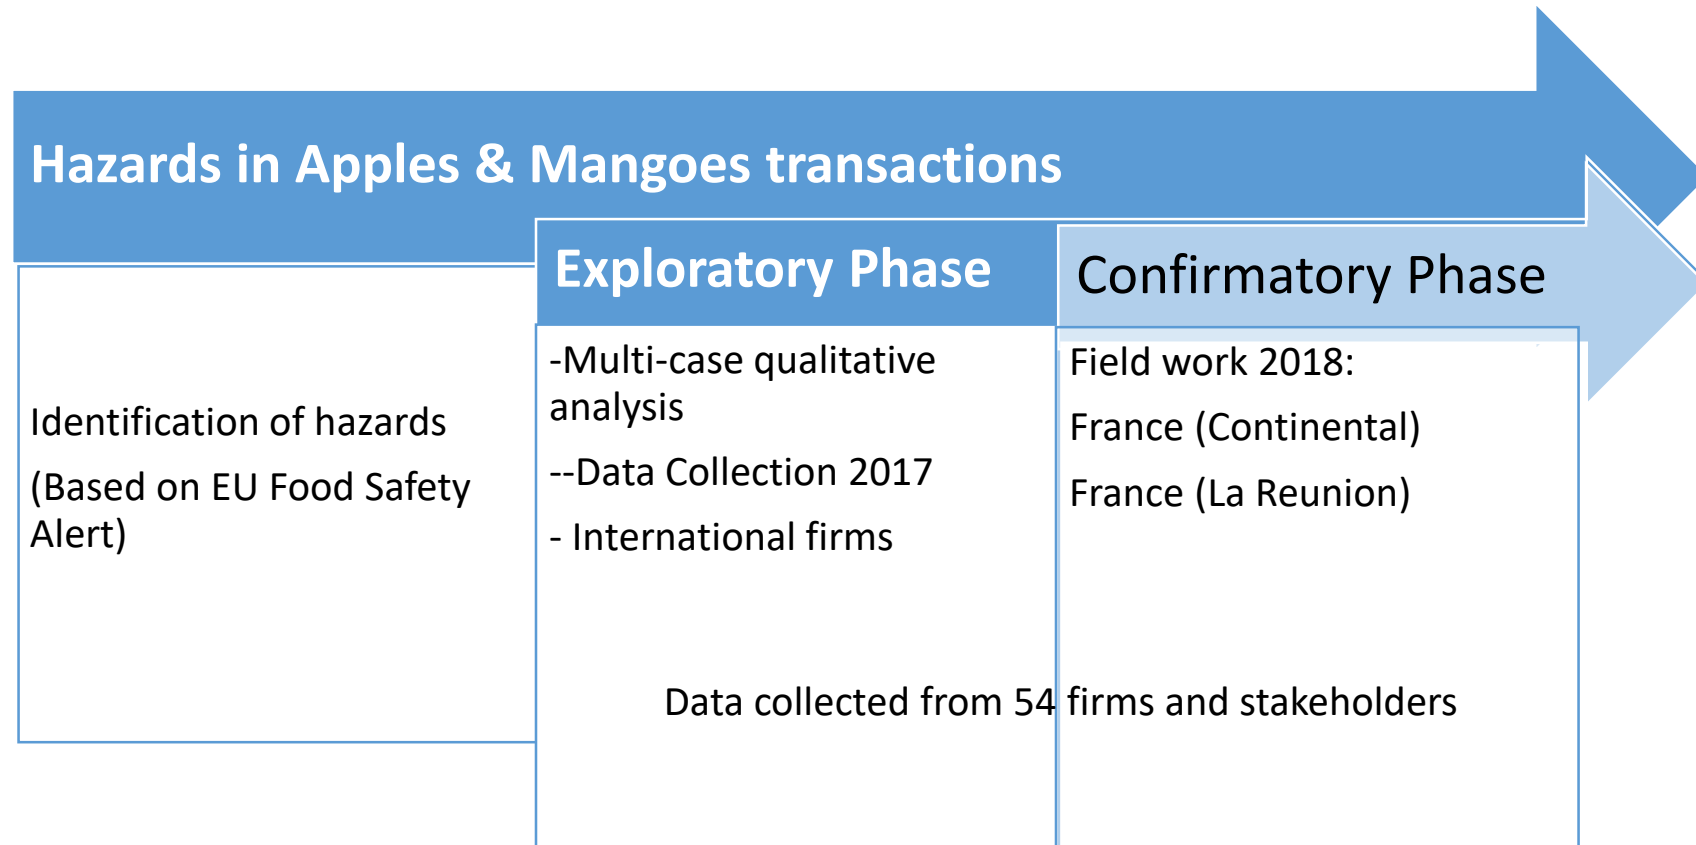 Hazards in Apples & Mangoes transactions
Exploratory Phase
Confirmatory Phase
Identification of hazards
(Based on EU Food Safety
Alert)
-Multi-case qualitative
analysis
--Data Collection 2017
- International firms
Field work 2018:
France (Continental)
France (La Reunion)
Data collected from 54 firms and stakeholders